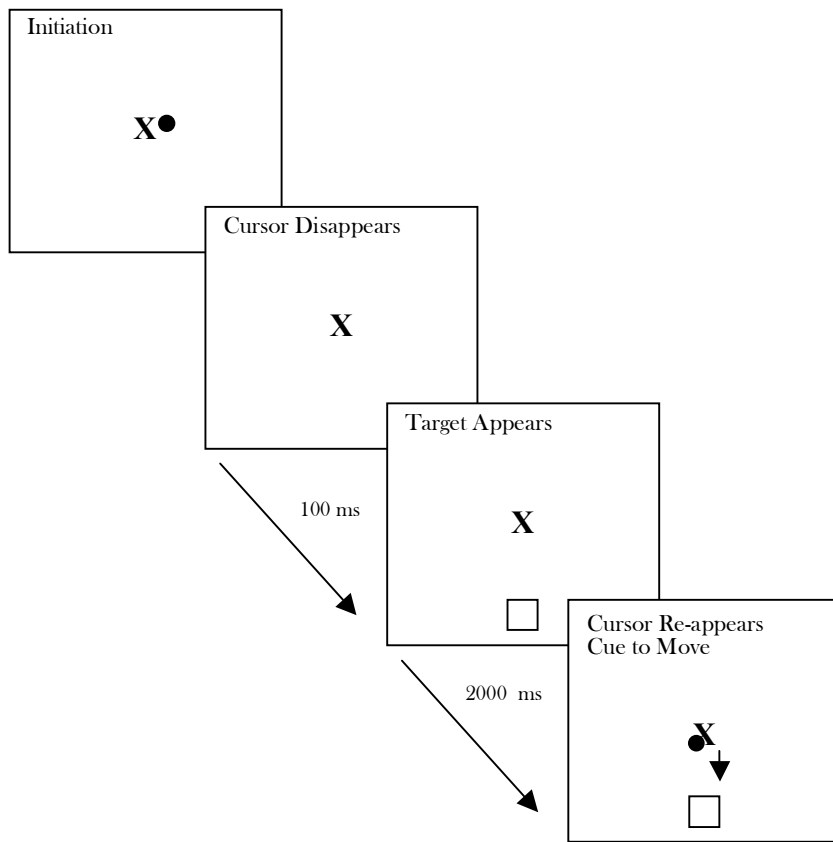 Initiation
X
Cursor Disappears
X
Target Appears
X
100 ms
Cursor Re-appears
Cue to Move
2000 ms
X